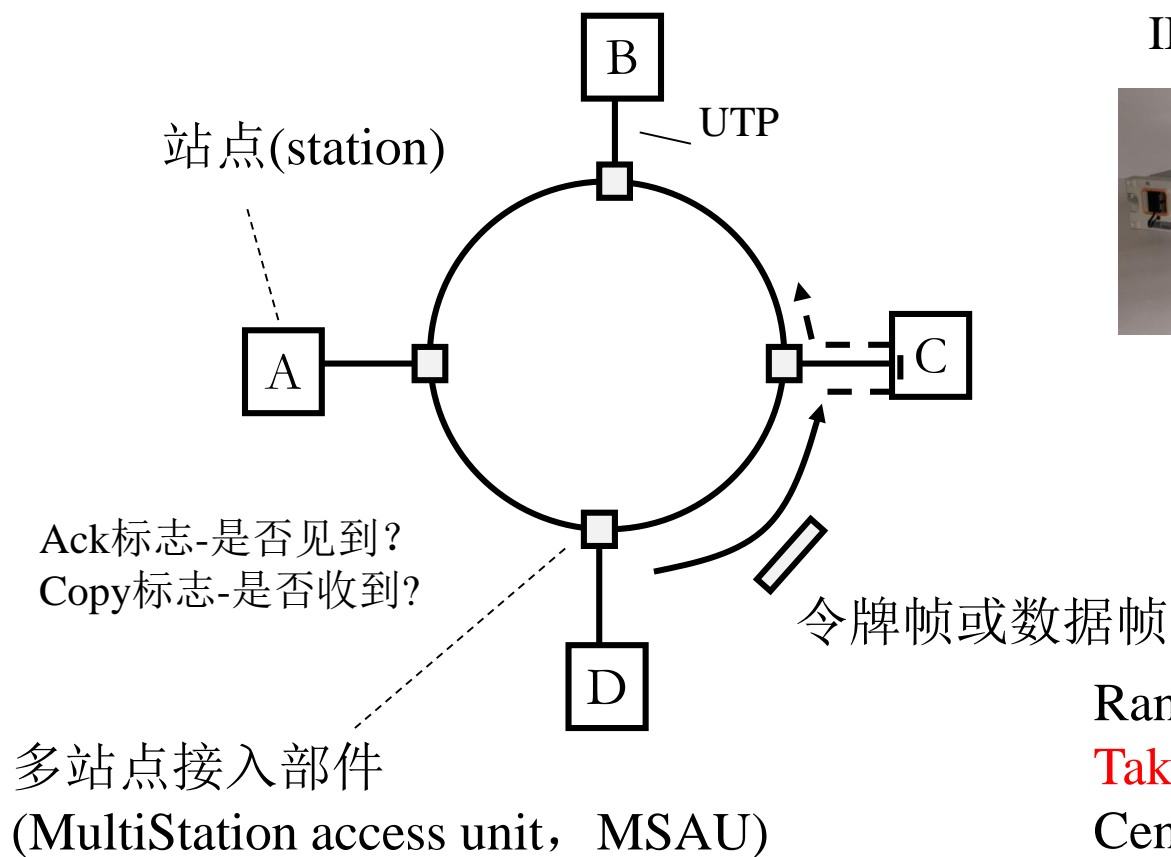 B
UTP
站点(station)
A
C
Ack标志-是否见到?
Copy标志-是否收到?
令牌帧或数据帧
D
多站点接入部件
(MultiStation access unit，MSAU)